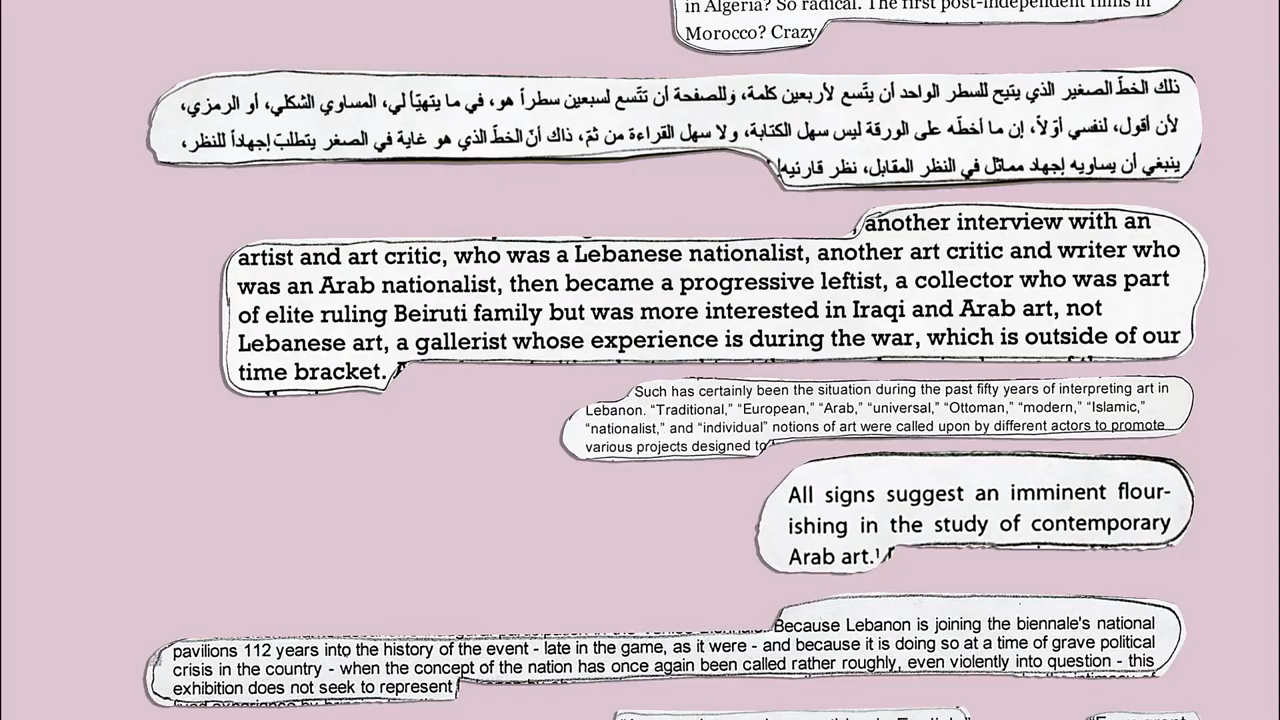 in Algeria? So radical. The first post-independent films in
Morocco? Crazy
ذلك الخطّ الصغير الذي يتيح للسطر الواحد أن يتّسع لأربعين كلمة، وللصفحة أن تتّسع لسبعين سطراً هو، في ما يتهيّأ لي، المساوي الشكلي، أو الرمزي،
لأن أقول، لنفسي أوّلاً، إن ما أخطّه على الورقة ليس سهل الكتابة، ولا سهل القراءة من ثمّ، ذاك أنّ الخطّ الذي هو غاية في الصغر يتطلبّ إجهاداً للنظر،
ينبغي أن يساويه إجهاد مماثل في النظر المقابل، نظر قارئيه
another interview with an
artist and art critic, who was a Lebanese nationalist, another art critic and writer who
was an Arab nationalist, then became a progressive leftist, a collector who was part
of elite ruling Beiruti family but was more interested in Iraqi and Arab art, not
Lebanese art, a gallerist whose experience is during the war, which is outside of our
time bracket.
Such has certainly been the situation during the past fifty years of interpreting art in
Lebanon. “Traditional,” “European,” “Arab,” “universal,” “Ottoman,” “modern,” “Islamic,”
“nationalist,” and “individual” notions of art were called upon by different actors to promote
various projects designed to
All signs suggest an imminent flour-
ishing in the study of contemporary
Arab art.
Because Lebanon is joining the biennale's national
pavilions 112 years into the history of the event - late in the game, as it were - and because it is doing so at a time of grave political
crisis in the country - when the concept of the nation has once again been called rather roughly, even violently into question - this
exhibition does not seek to represent